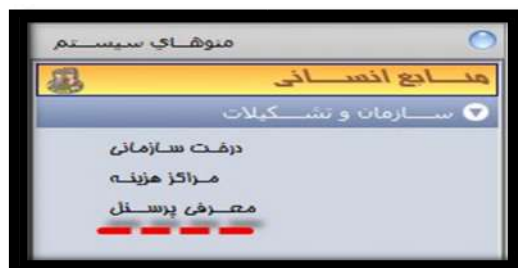 منوهای سیستم
منابع انسانی
سازمان و تشکیلات
درخت سازمانی
مراکز هزینه
معرفی پرسنل